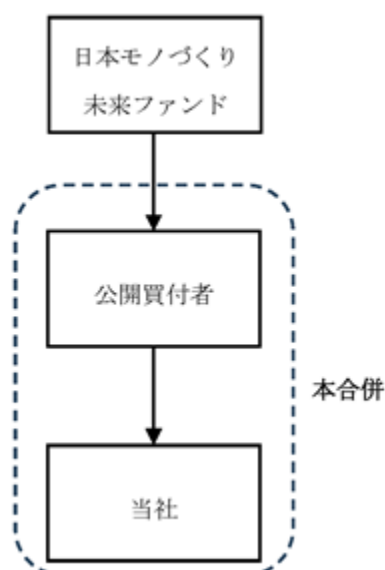 日本モノづくり
未来ファンド
公開買付者
本合併
当社